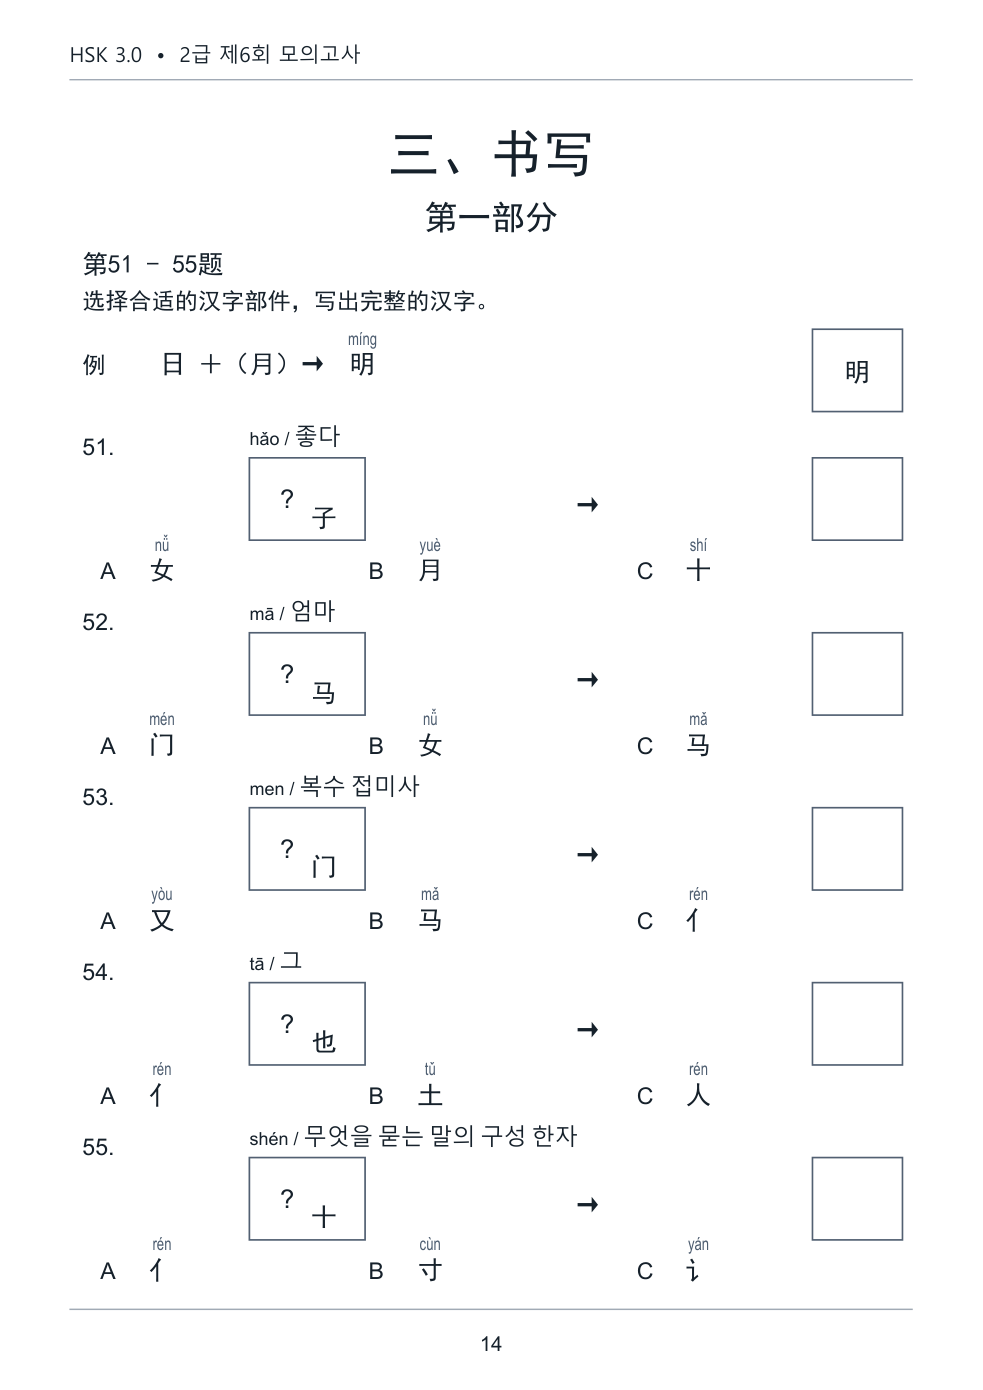 HSK 3.0 • 2급 제6회 모의고사
三、书写
第一部分
第51 － 55题
选择合适的汉字部件，写出完整的汉字。
míng
例 日 ＋（月）➞ 明
明
51. hǎo / 좋다
? 子 ➞
nǚ yuè shí
A 女 B 月 C 十
52. mā / 엄마
? 马 ➞
mén nǚ mǎ
A 门 B 女 C 马
53. men / 복수 접미사
? 门 ➞
yòu mǎ rén
A 又 B 马 C 亻
54. tā / 그
? 也 ➞
rén tǔ rén
A 亻 B 土 C 人
55. shén / 무엇을 묻는 말의 구성 한자
? 十 ➞
rén cùn yán
A 亻 B 寸 C 讠
14